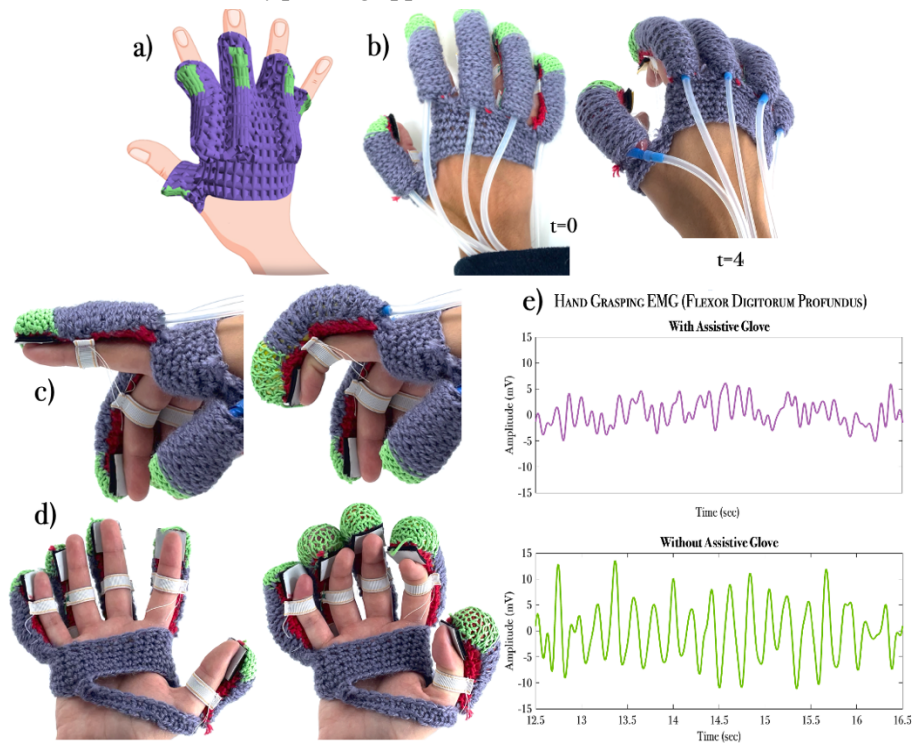 a)
b)
t=0
t=4
c)
d)
e) HAND GRASPING EMG (FLEXOR DIGITORUM PROFUNDUS)
With Assistive Glove
15
10
5
0
-5
-10
-15
Amplitude (mV)
Time (sec)
Without Assistive Glove
15
10
5
0
-5
-10
-15
Amplitude (mV)
12.5 13 13.5 14 14.5 15 15.5 16 16.5
Time (sec)